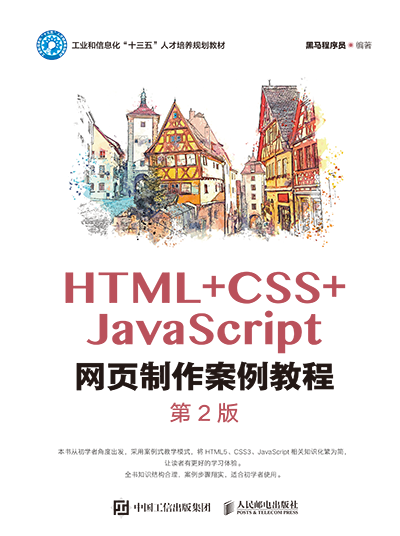 工业和信息化“十三五”人才培养规划教材
黑马程序员 ● 编著
HTML+CSS+
JavaScript
网页制作案例教程
第 2 版
本书从初学者角度出发，采用案例式教学模式，将 HTML5、CSS3、JavaScript 相关知识化繁为简，
让读者有更好的学习体验。
全书知识结构合理，案例步骤翔实，适合初学者使用。
中国工信出版集团
人民邮电出版社
POSTS & TELECOM PRESS